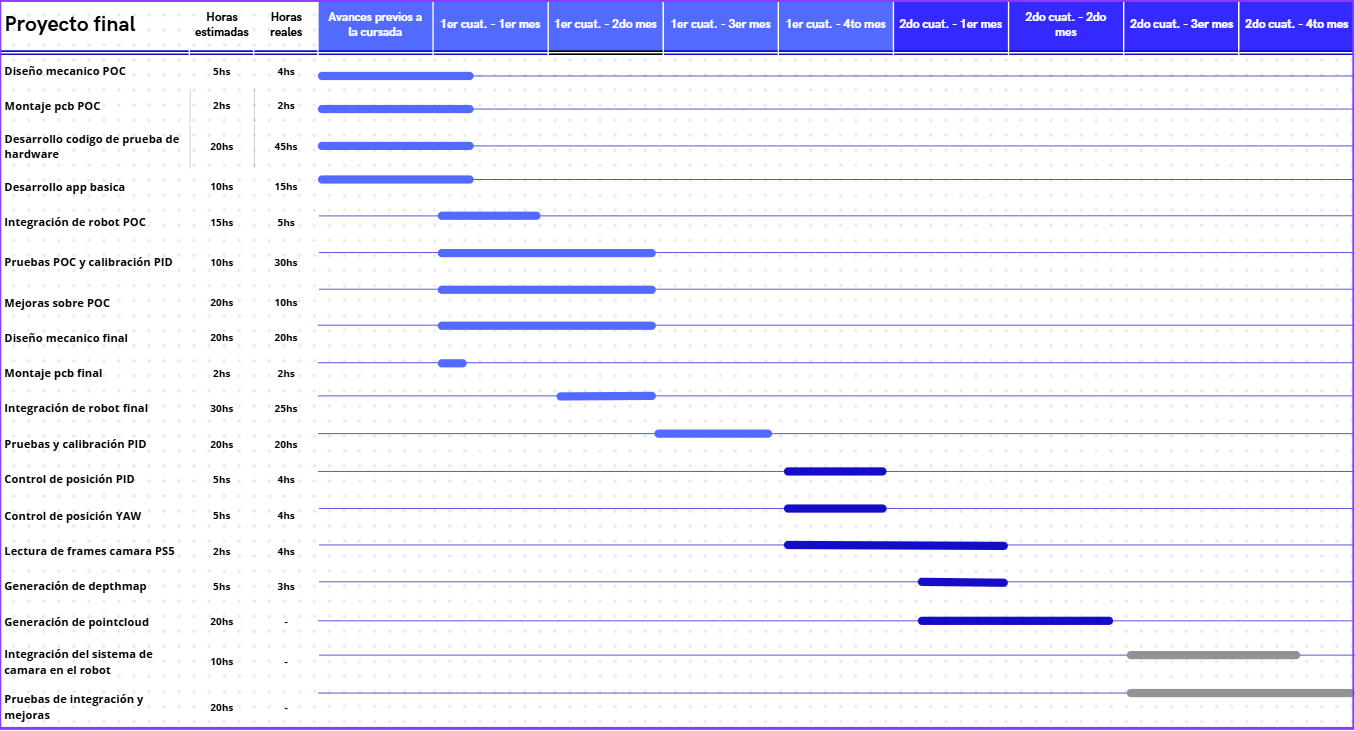 Proyecto final
Horas estimadas
Horas reales
Avances previos a la cursada
1er cuat. - 1er mes
1er cuat. - 2do mes
1er cuat. - 3er mes
1er cuat. - 4to mes
2do cuat. - 1er mes
2do cuat. - 2do mes
2do cuat. - 3er mes
2do cuat. - 4to mes
Diseño mecanico POC 5hs 4hs
Montaje pcb POC 2hs 2hs
Desarrollo codigo de prueba de
hardware 20hs 45hs
Desarrollo app basica 10hs 15hs
Integración de robot POC 15hs 5hs
Pruebas POC y calibración PID 10hs 30hs
Mejoras sobre POC 20hs 10hs
Diseño mecanico final 20hs 20hs
Montaje pcb final 2hs 2hs
Integración de robot final 30hs 25hs
Pruebas y calibración PID 20hs 20hs
Control de posición PID 5hs 4hs
Control de posición YAW 5hs 4hs
Lectura de frames camara PS5 2hs 4hs
Generación de depthmap 5hs 3hs
Generación de pointcloud 20hs -
Integración del sistema de
camara en el robot 10hs -
Pruebas de integración y
mejoras 20hs -